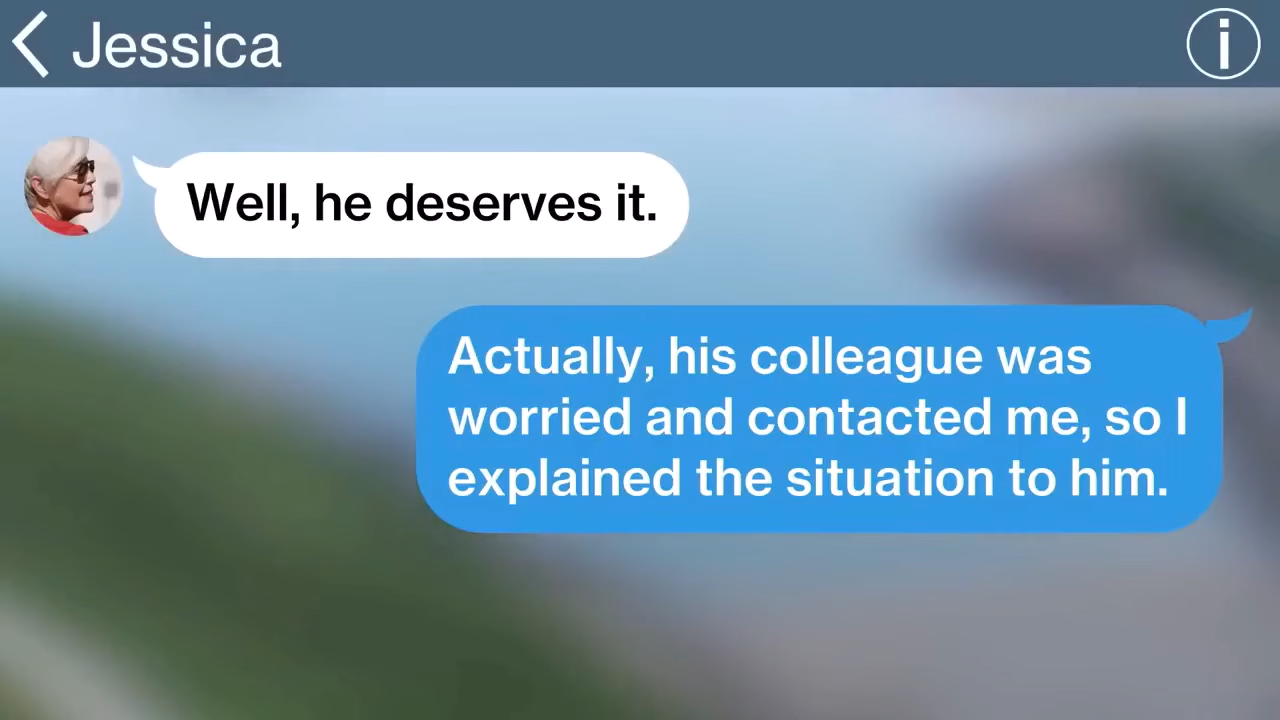 Jessica
Well, he deserves it.
Actually, his colleague was
worried and contacted me, so I
explained the situation to him.